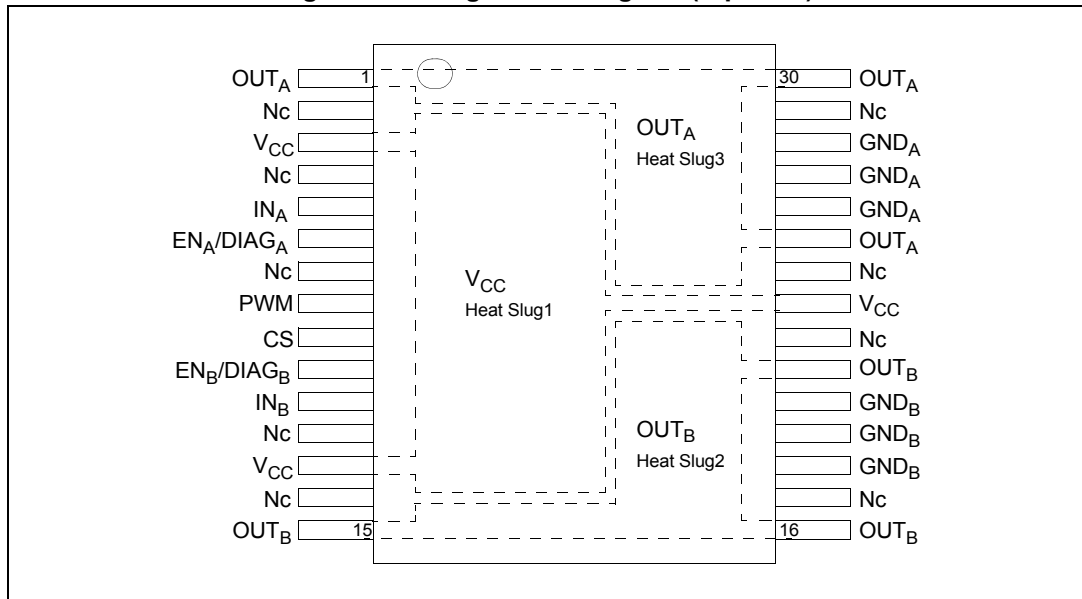 OUTA 1 30 OUTA
Nc Nc
VCC GNDA
Nc GNDA
INA GNDA
ENA/DIAGA OUTA
Nc Nc
PWM VCC
CS Nc
ENB/DIAGB OUTB
INB GNDB
Nc GNDB
VCC GNDB
Nc Nc
OUTB 15 16 OUTB
OUTA
Heat Slug3
VCC
Heat Slug1
OUTB
Heat Slug2